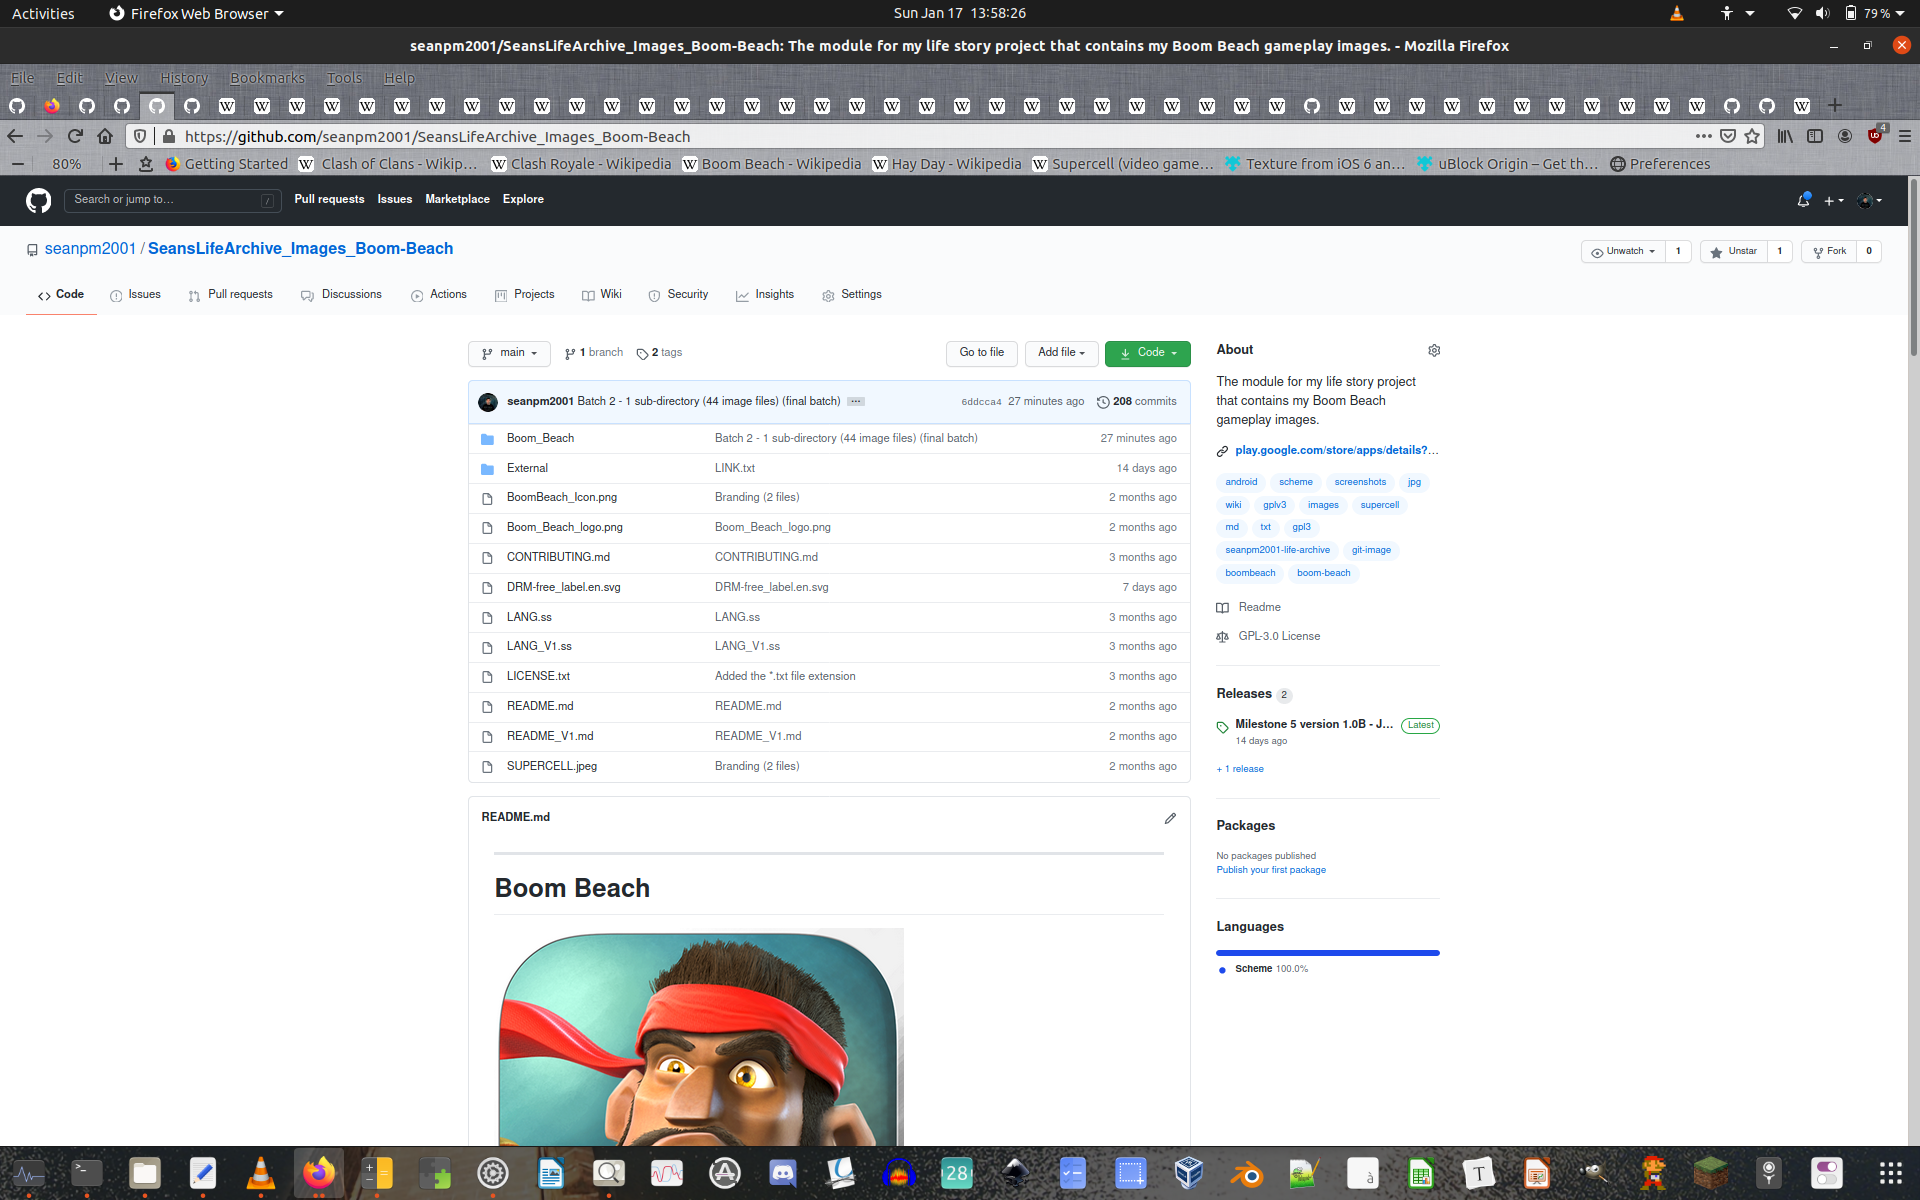 Activities Firefox Web Browser Sun Jan 17 13:58:26 79%
seanpm2001/SeansLifeArchive_Images_Boom-Beach: The module for my life story project that contains my Boom Beach gameplay images. - Mozilla Firefox
File Edit View History Bookmarks Tools Help
https://github.com/seanpm2001/SeansLifeArchive_Images_Boom-Beach 4
80% Getting Started Clash of Clans - Wikip… Clash Royale - Wikipedia Boom Beach - Wikipedia Hay Day - Wikipedia Supercell (video game… Texture from iOS 6 an… uBlock Origin – Get th… Preferences
Search or jump to… / Pull requests Issues Marketplace Explore
seanpm2001 / SeansLifeArchive_Images_Boom-Beach Unwatch 1 Unstar 1 Fork 0
Code Issues Pull requests Discussions Actions Projects Wiki Security Insights Settings
main 1 branch 2 tags Go to file Add file Code
seanpm2001 Batch 2 - 1 sub-directory (44 image files) (final batch) 6ddcca4 27 minutes ago 208 commits
Boom_Beach Batch 2 - 1 sub-directory (44 image files) (final batch) 27 minutes ago
External LINK.txt 14 days ago
BoomBeach_Icon.png Branding (2 files) 2 months ago
Boom_Beach_logo.png Boom_Beach_logo.png 2 months ago
CONTRIBUTING.md CONTRIBUTING.md 3 months ago
DRM-free_label.en.svg DRM-free_label.en.svg 7 days ago
LANG.ss LANG.ss 3 months ago
LANG_V1.ss LANG_V1.ss 3 months ago
LICENSE.txt Added the *.txt file extension 3 months ago
README.md README.md 2 months ago
README_V1.md README_V1.md 2 months ago
SUPERCELL.jpeg Branding (2 files) 2 months ago
README.md
Boom Beach
About
The module for my life story project
that contains my Boom Beach
gameplay images.
play.google.com/store/apps/details?…
android scheme screenshots jpg
wiki gplv3 images supercell
md txt gpl3
seanpm2001-life-archive git-image
boombeach boom-beach
Readme
GPL-3.0 License
Releases 2
Milestone 5 version 1.0B - J… Latest
14 days ago
+ 1 release
Packages
No packages published
Publish your first package
Languages
Scheme 100.0%
28